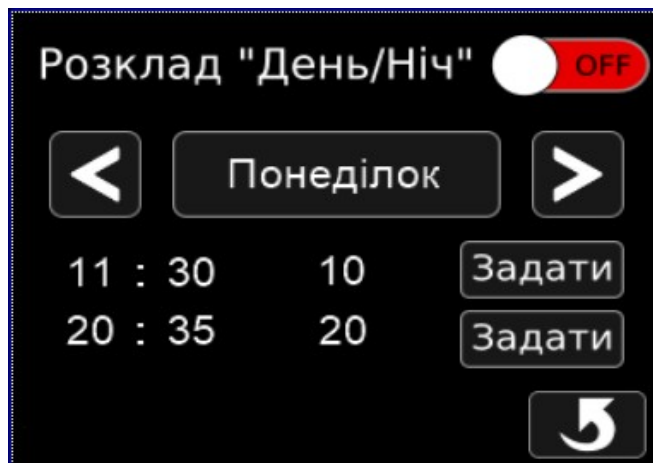 Розклад "День/Ніч" OFF
< Понеділок >
11 : 30 10 Задати
20 : 35 20 Задати